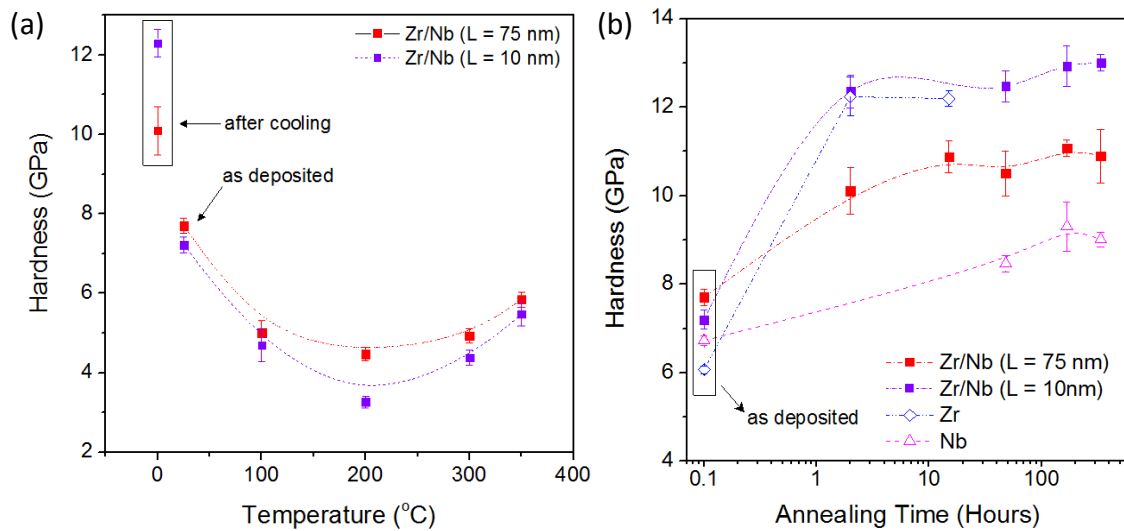 (a)
Zr/Nb (L = 75 nm)
Zr/Nb (L = 10 nm)
after cooling
as deposited
Hardness (GPa)
12
10
8
6
4
2
0
100
200
300
400
Temperature (°C)
(b)
Hardness (GPa)
14
12
10
8
6
4
as deposited
Zr/Nb (L = 75 nm)
Zr/Nb (L = 10nm)
Zr
Nb
0.1
1
10
100
Annealing Time (Hours)